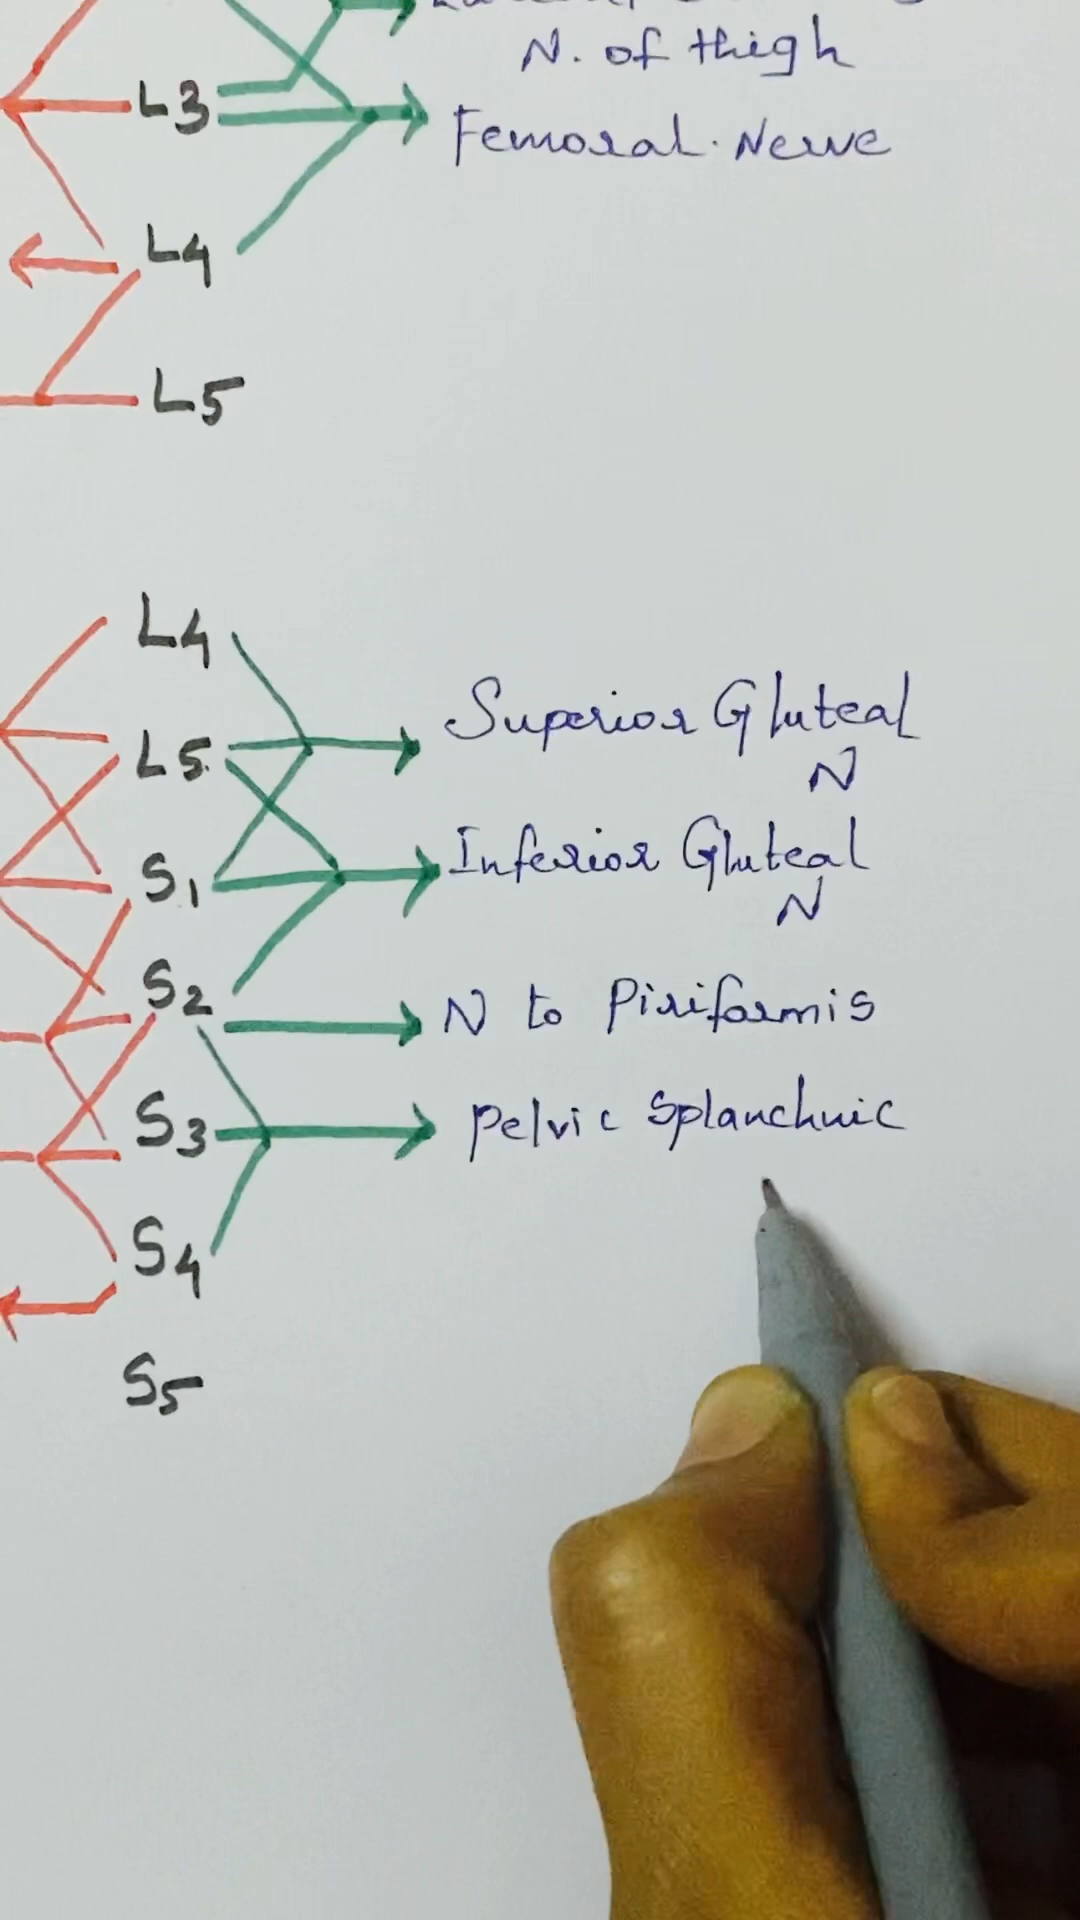 N. of thigh
L3
Femoral. Nerve
L4
L5
L4
Superior Gluteal
L5
N
Inferior Gluteal
S1
N
S2
N to Piriformis
Pelvic Splanchnic
S3
S4
S5